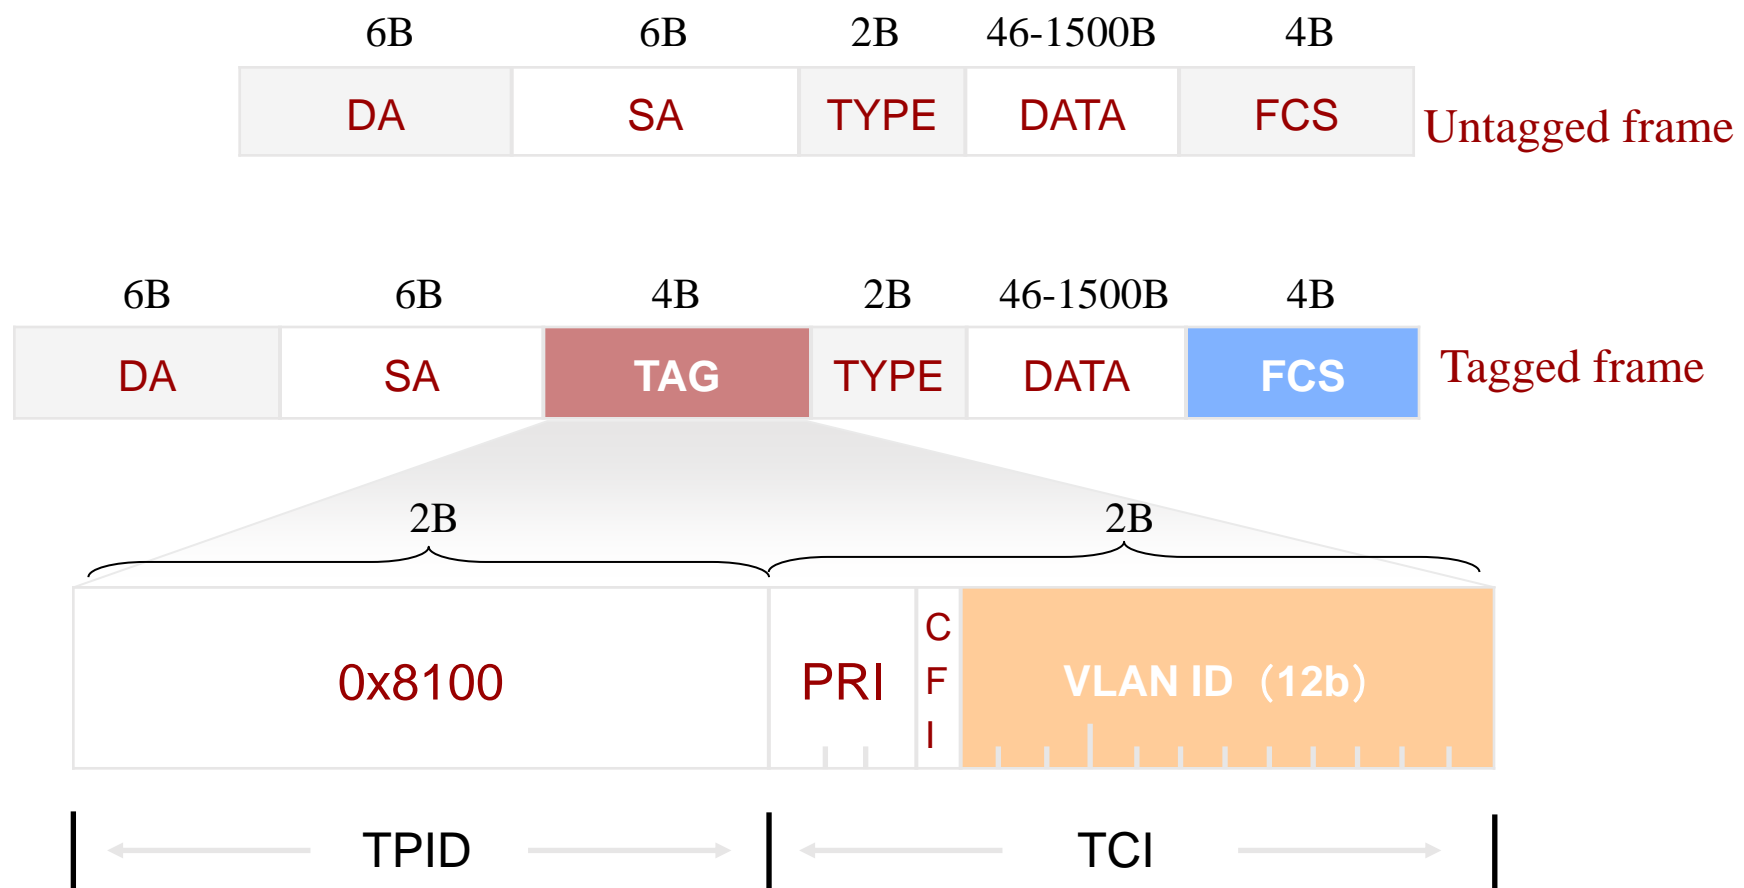 6B 6B 2B 46-1500B 4B
DA SA TYPE DATA FCS Untagged frame
6B 6B 4B 2B 46-1500B 4B
DA SA TAG TYPE DATA FCS Tagged frame
2B 2B
0x8100 PRI CFI VLAN ID（12b）
TPID TCI